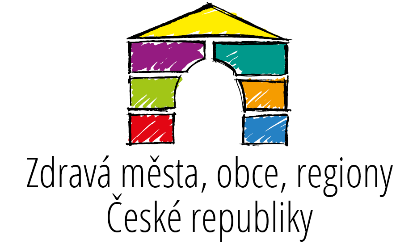 Zdravá města, obce, regiony
České republiky